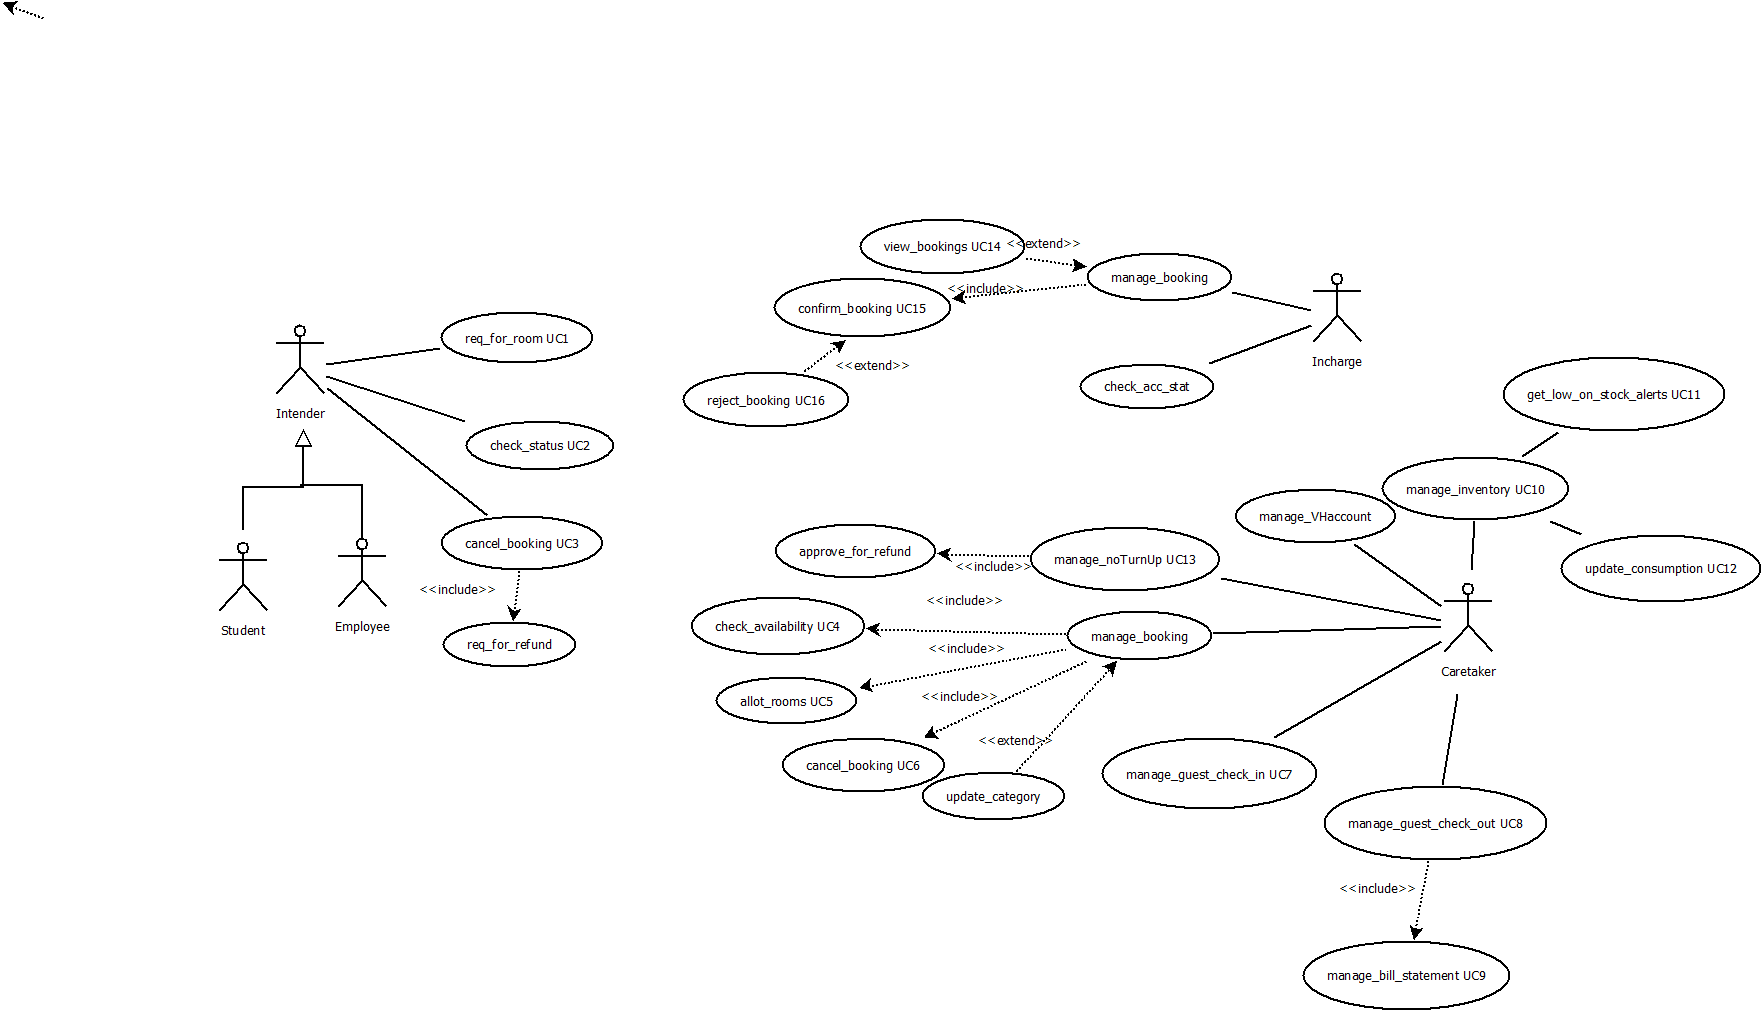 view_bookings UC14
<<extend>>
manage_booking
<<include>>
confirm_booking UC15
<<extend>>
reject_booking UC16
check_acc_stat
Incharge
req_for_room UC1
Intender
check_status UC2
cancel_booking UC3
<<include>>
req_for_refund
Student
Employee
get_low_on_stock_alerts UC11
manage_inventory UC10
manage_VHaccount
update_consumption UC12
approve_for_refund
<<include>>
manage_noTurnUp UC13
<<include>>
check_availability UC4
manage_booking
<<include>>
allot_rooms UC5
<<include>>
cancel_booking UC6
<<extend>>
update_category
Caretaker
manage_guest_check_in UC7
manage_guest_check_out UC8
<<include>>
manage_bill_statement UC9